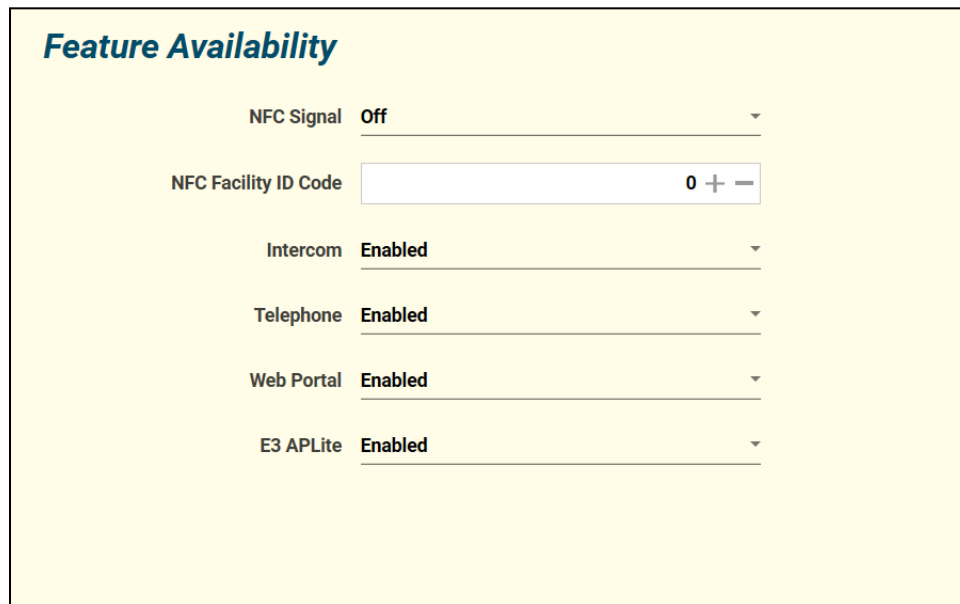 Feature Availability
NFC Signal Off
NFC Facility ID Code 0
Intercom Enabled
Telephone Enabled
Web Portal Enabled
E3 APLite Enabled